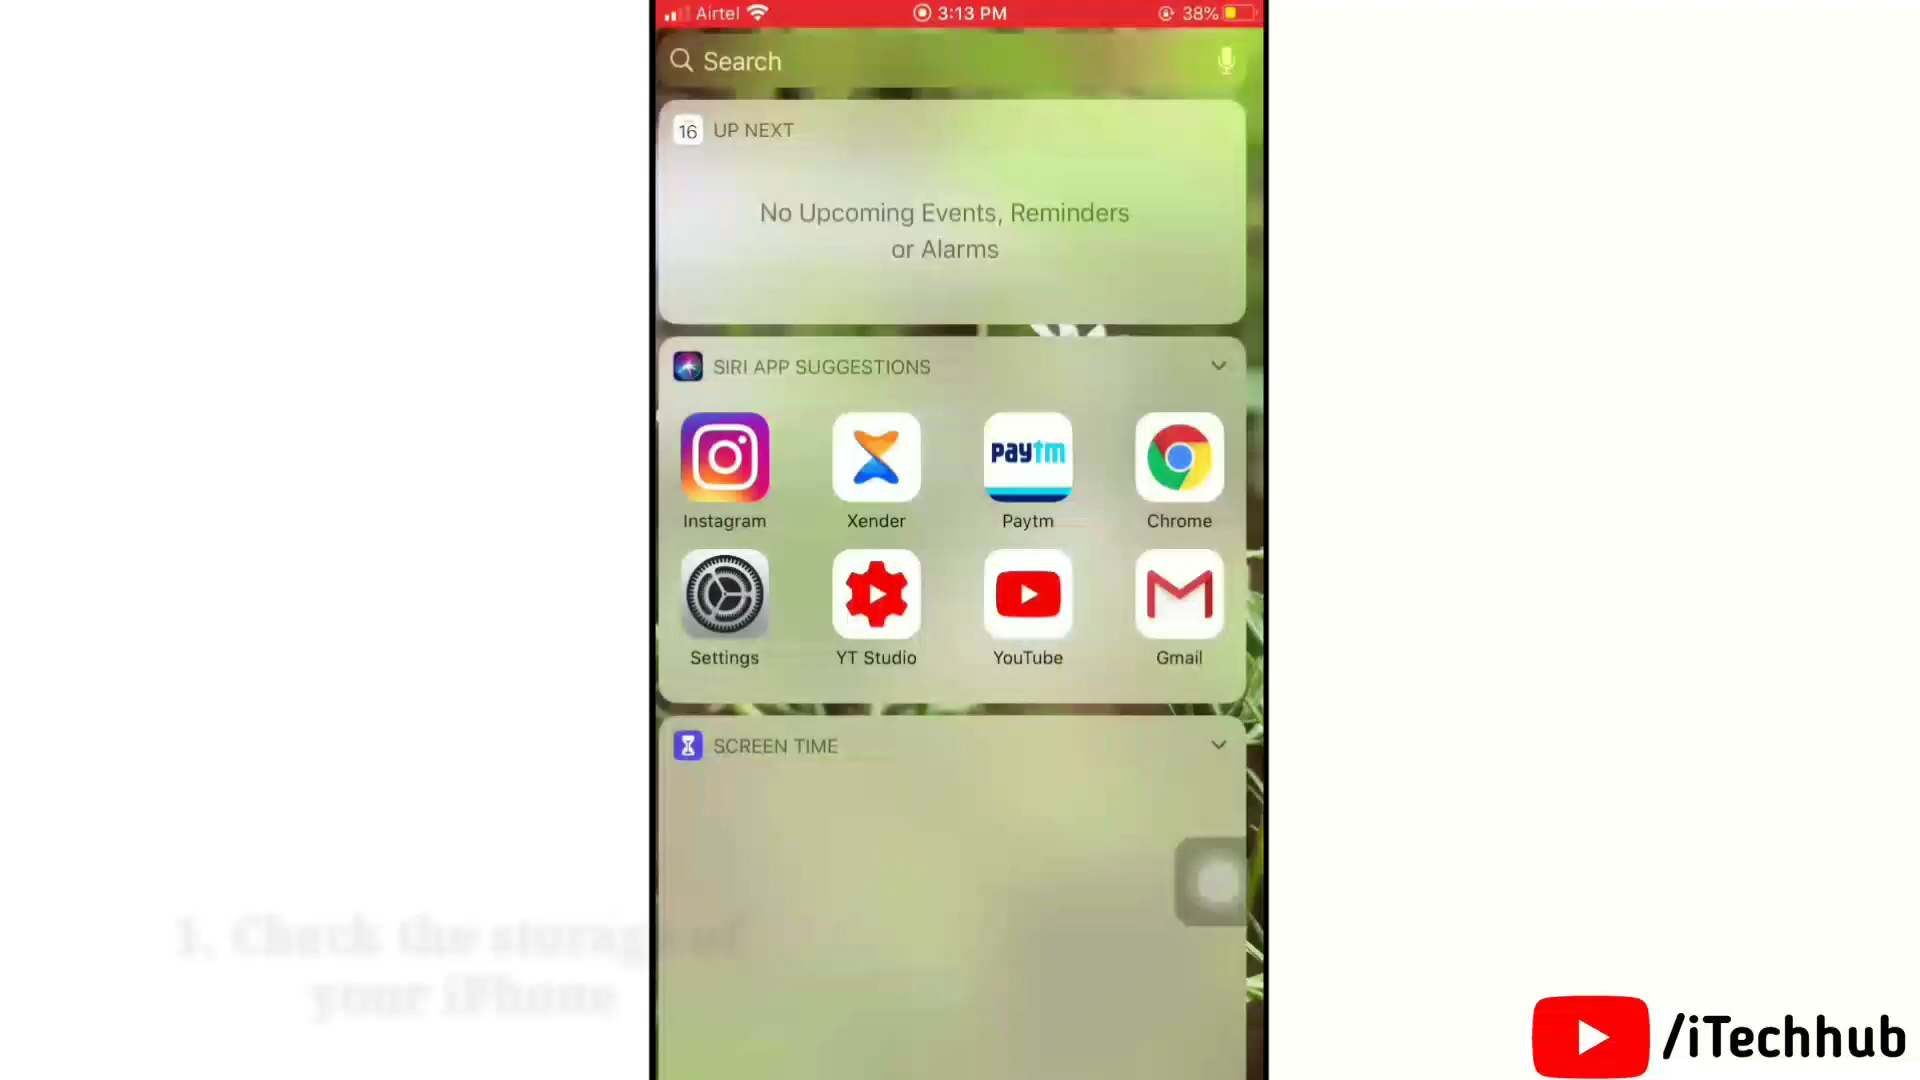 Airtel 3:13 PM 38%
Search
16 UP NEXT
No Upcoming Events, Reminders
or Alarms
SIRI APP SUGGESTIONS
Instagram Xender paytm Paytm Chrome
Settings YT Studio YouTube Gmail
SCREEN TIME
1. Check the storage of
your iPhone
/iTechhub